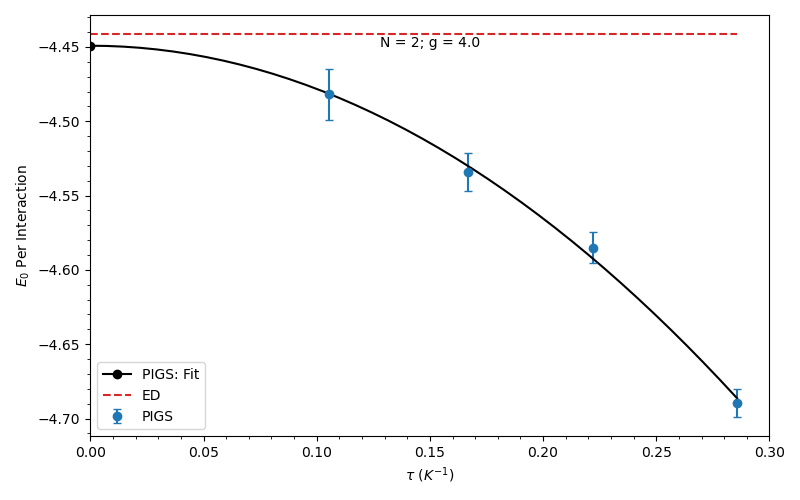 N = 2; g = 4.0
−4.45
−4.50
−4.55
−4.60
−4.65
−4.70
E₀ Per Interaction
PIGS: Fit
ED
PIGS
0.00 0.05 0.10 0.15 0.20 0.25 0.30
τ (K⁻¹)